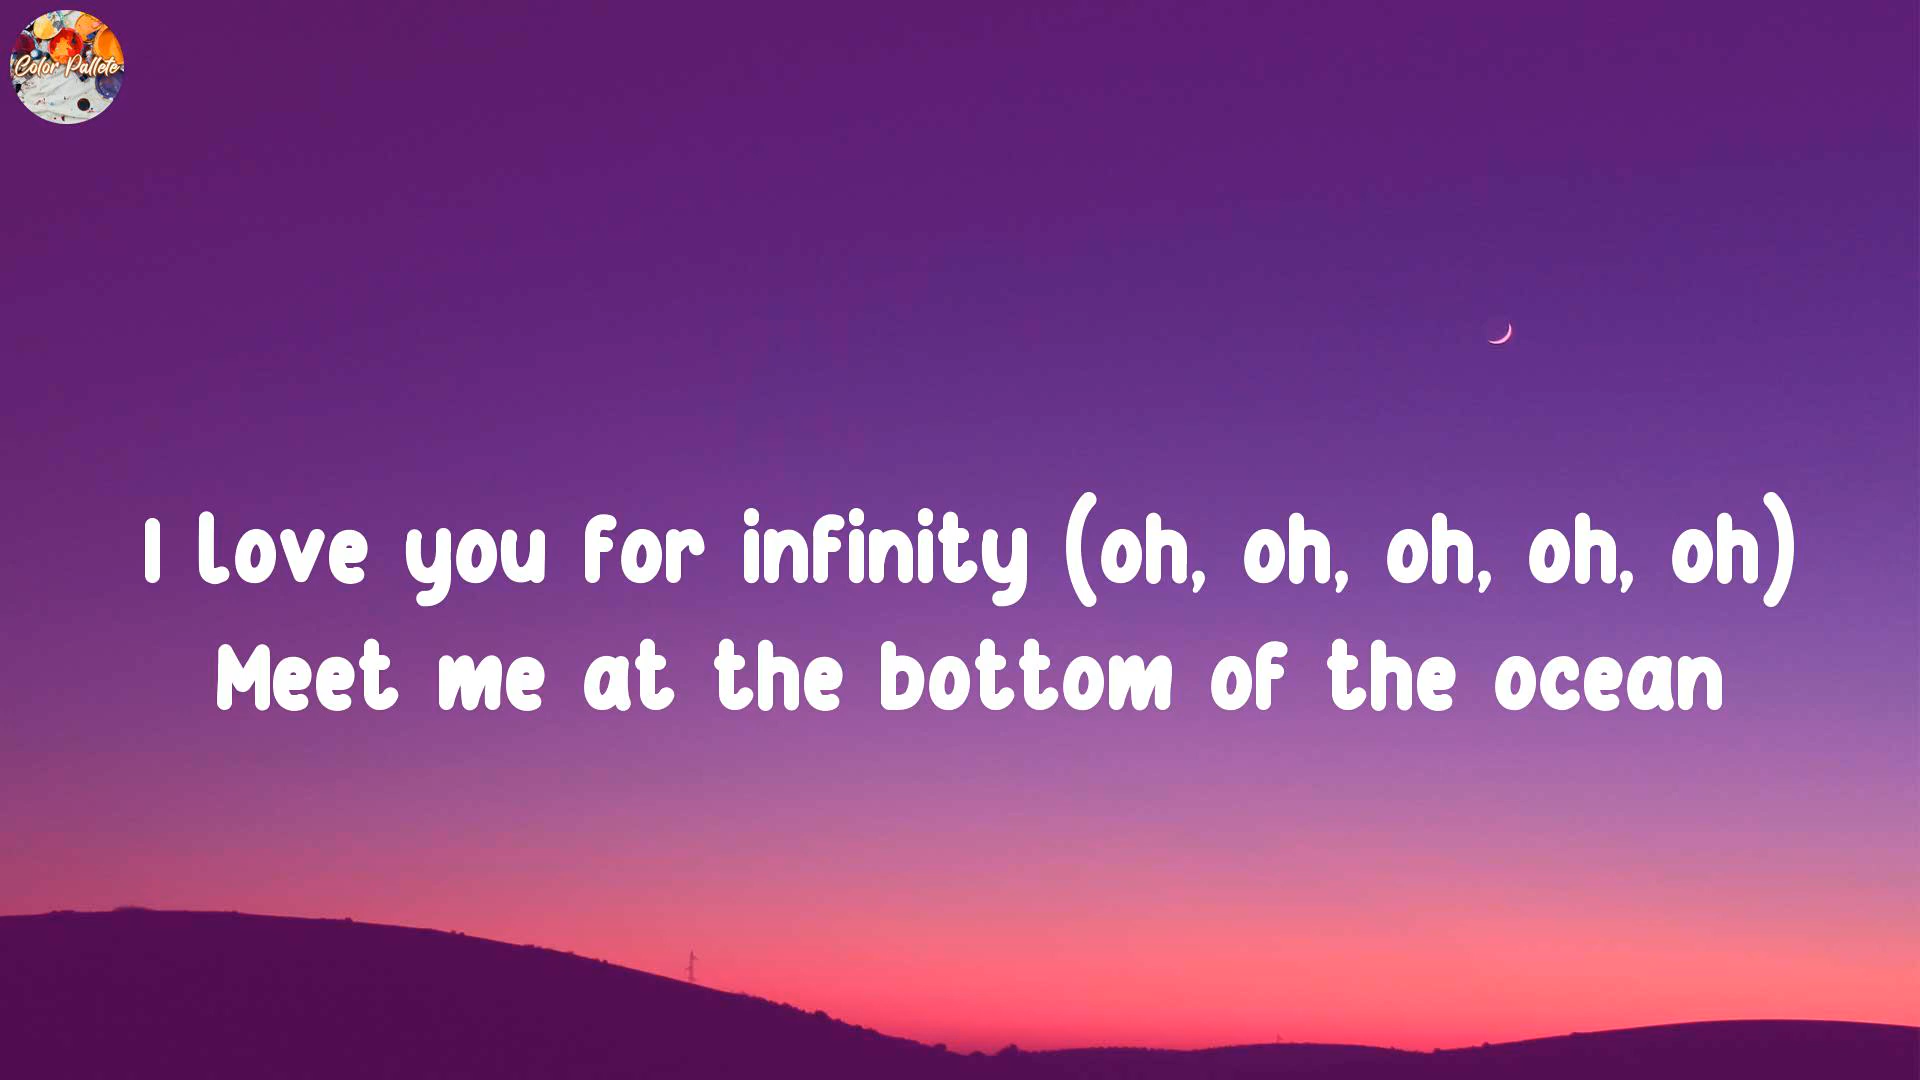 Color Pallete
I love you for infinity (oh, oh, oh, oh, oh)
Meet me at the bottom of the ocean